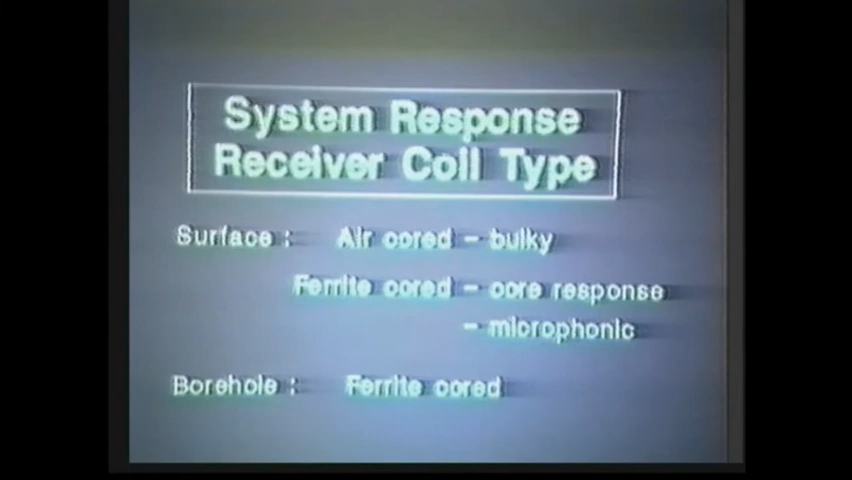 System Response
Receiver Coil Type
Surface : Air cored - bulky
Ferrite cored - core response
- microphonic
Borehole : Ferrite cored